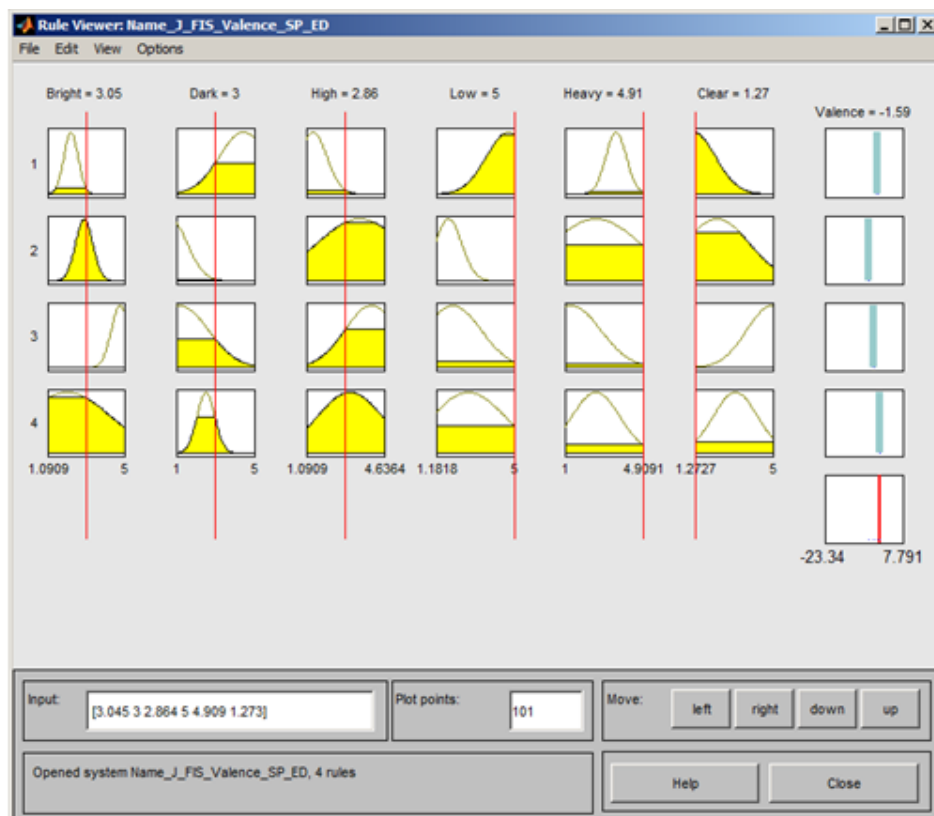 Rule Viewer: Name_J_FIS_Valence_SP_ED
File Edit View Options
Bright = 3.05 Dark = 3 High = 2.86 Low = 5 Heavy = 4.91 Clear = 1.27
Valence = -1.59
1
2
3
4
1.0909 5 1 5 1.0909 4.6364 1.1818 5 1 4.9091 1.2727 5
-23.34 7.791
Input: [3.045 3 2.864 5 4.909 1.273] Plot points: 101 Move: left right down up
Opened system Name_J_FIS_Valence_SP_ED, 4 rules
Help Close